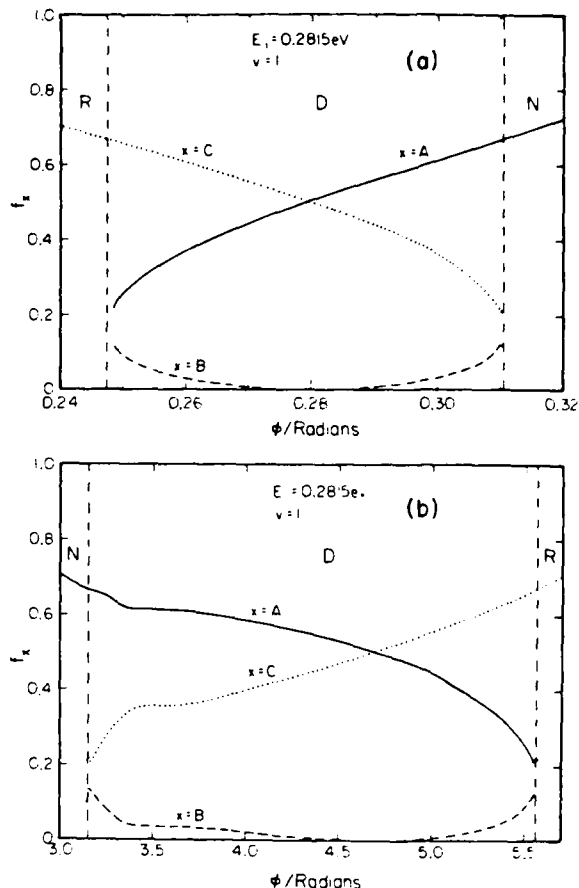 E₁=0.2815eV
v=1
(a)
R
D
N
x=C
x=A
x=B
f_x
1.0
0.8
0.6
0.4
0.2
0
0.24
0.26
0.28
0.30
0.32
ϕ/Radians
E =0.2815e.
v=1
(b)
N
D
R
x=A
x=C
x=B
f_x
1.0
0.8
0.6
0.4
0.2
0
3.0
3.5
4.0
4.5
5.0
5.5
ϕ/Radians